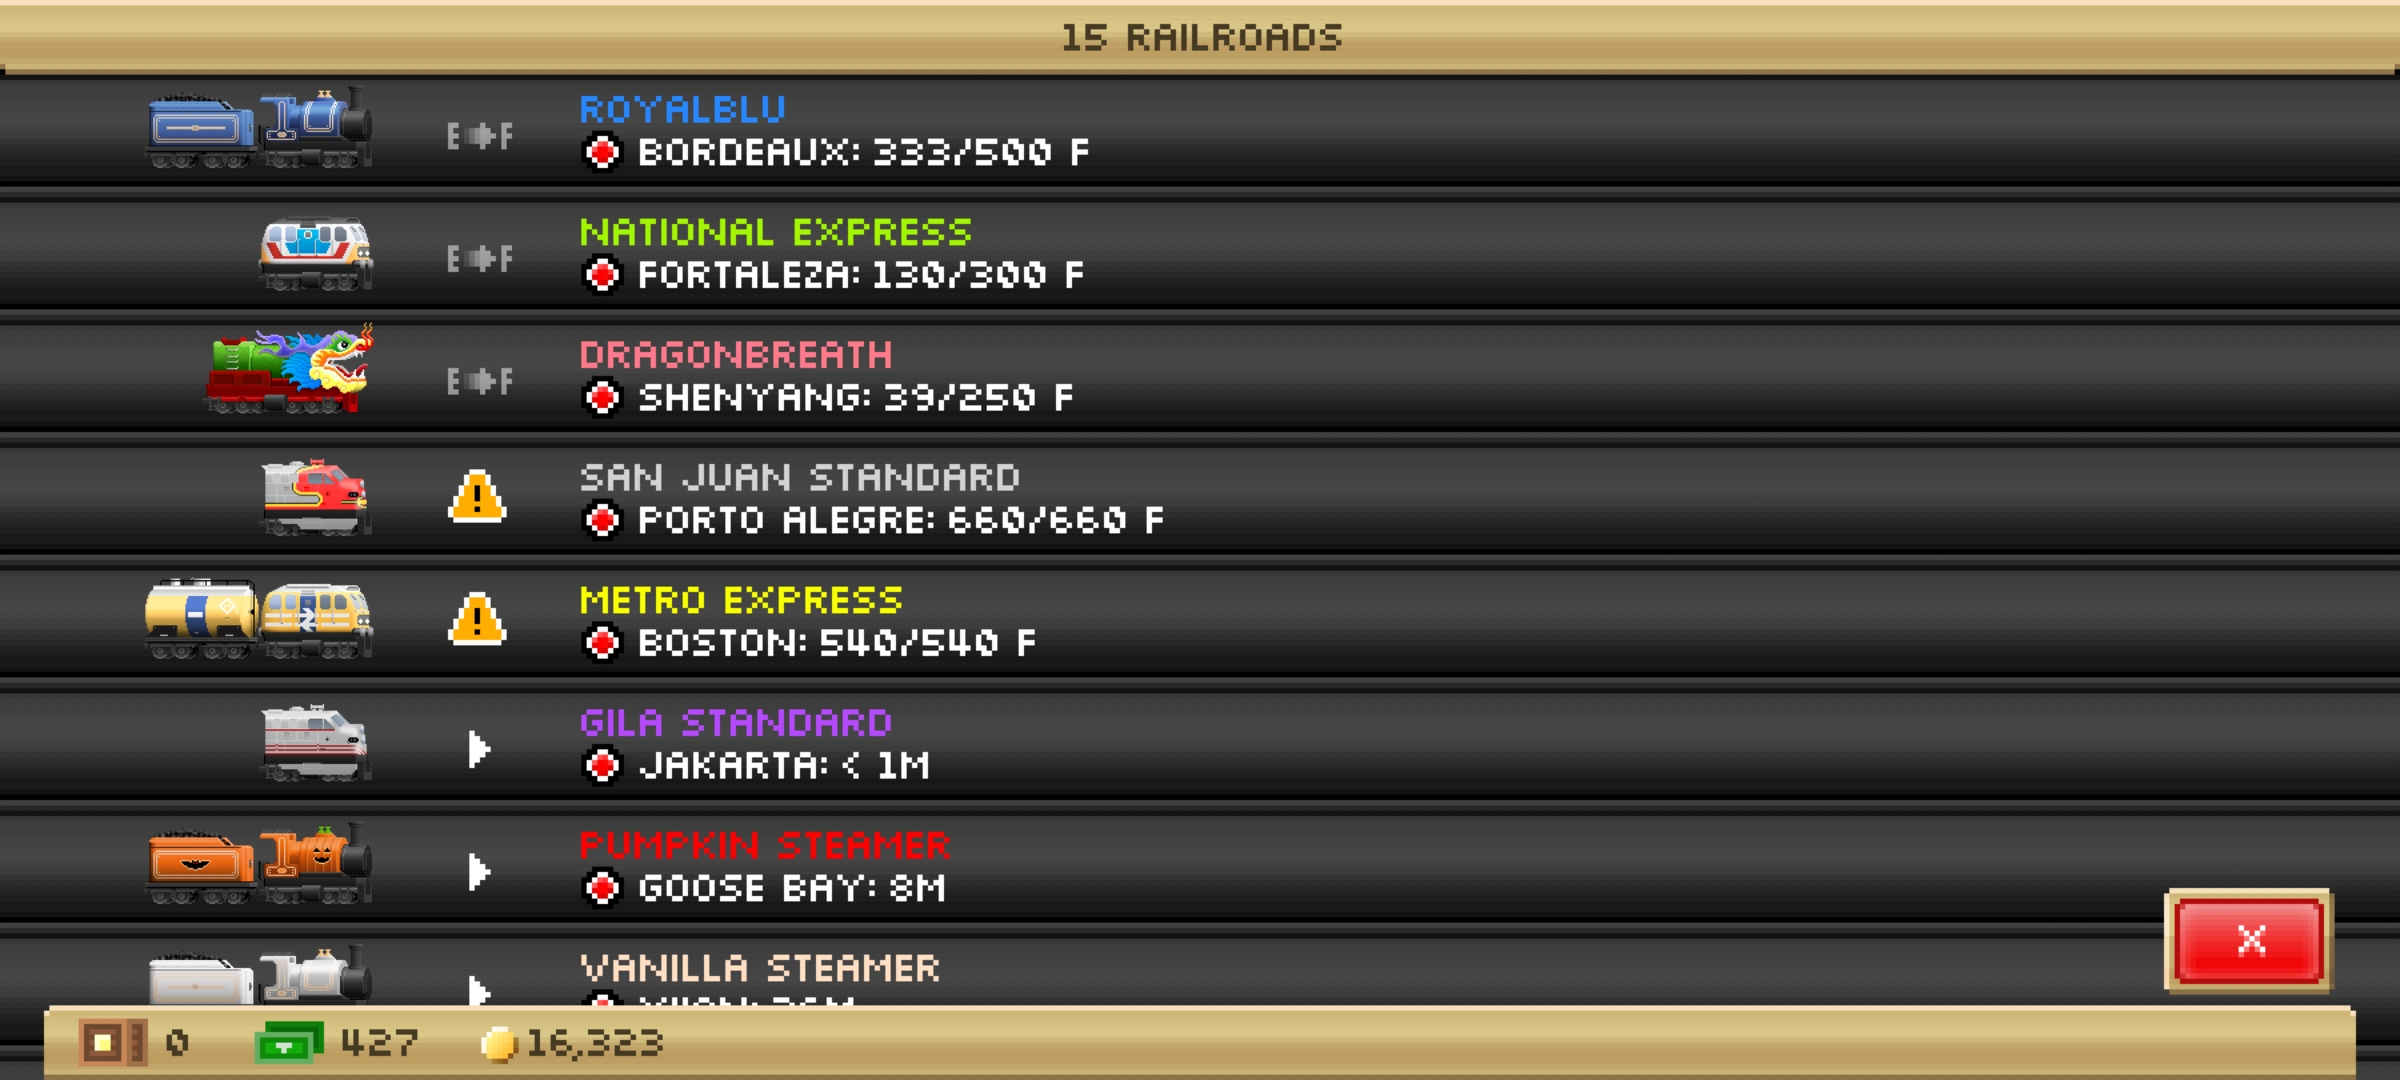 15 RAILROADS
ROYALBLU
E F
BORDEAUX: 333/500 F
NATIONAL EXPRESS
E F
FORTALEZA: 130/300 F
DRAGONBREATH
E F
SHENYANG: 39/250 F
SAN JUAN STANDARD
!
PORTO ALEGRE: 660/660 F
METRO EXPRESS
!
BOSTON: 540/540 F
GILA STANDARD
JAKARTA: < 1M
PUMPKIN STEAMER
GOOSE BAY: 8M
VANILLA STEAMER
X
0 427 16,323